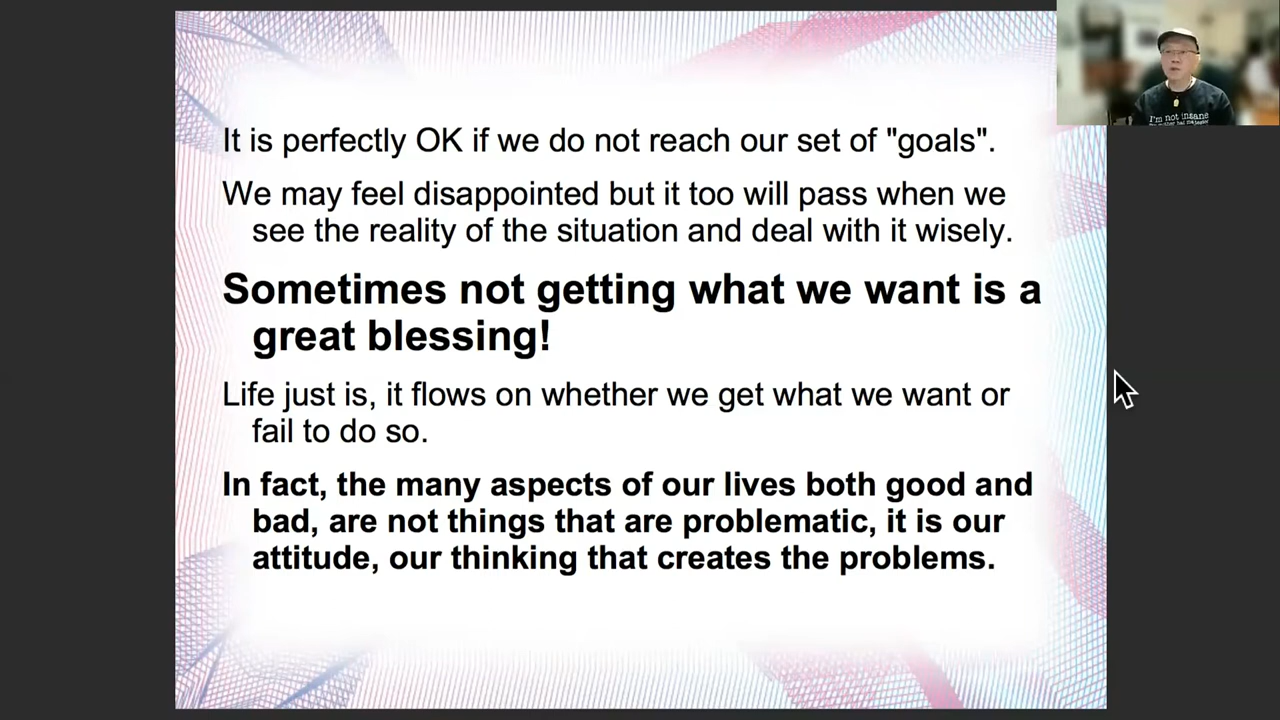 It is perfectly OK if we do not reach our set of "goals".
We may feel disappointed but it too will pass when we
see the reality of the situation and deal with it wisely.
Sometimes not getting what we want is a
great blessing!
Life just is, it flows on whether we get what we want or
fail to do so.
In fact, the many aspects of our lives both good and
bad, are not things that are problematic, it is our
attitude, our thinking that creates the problems.
I'm not insane